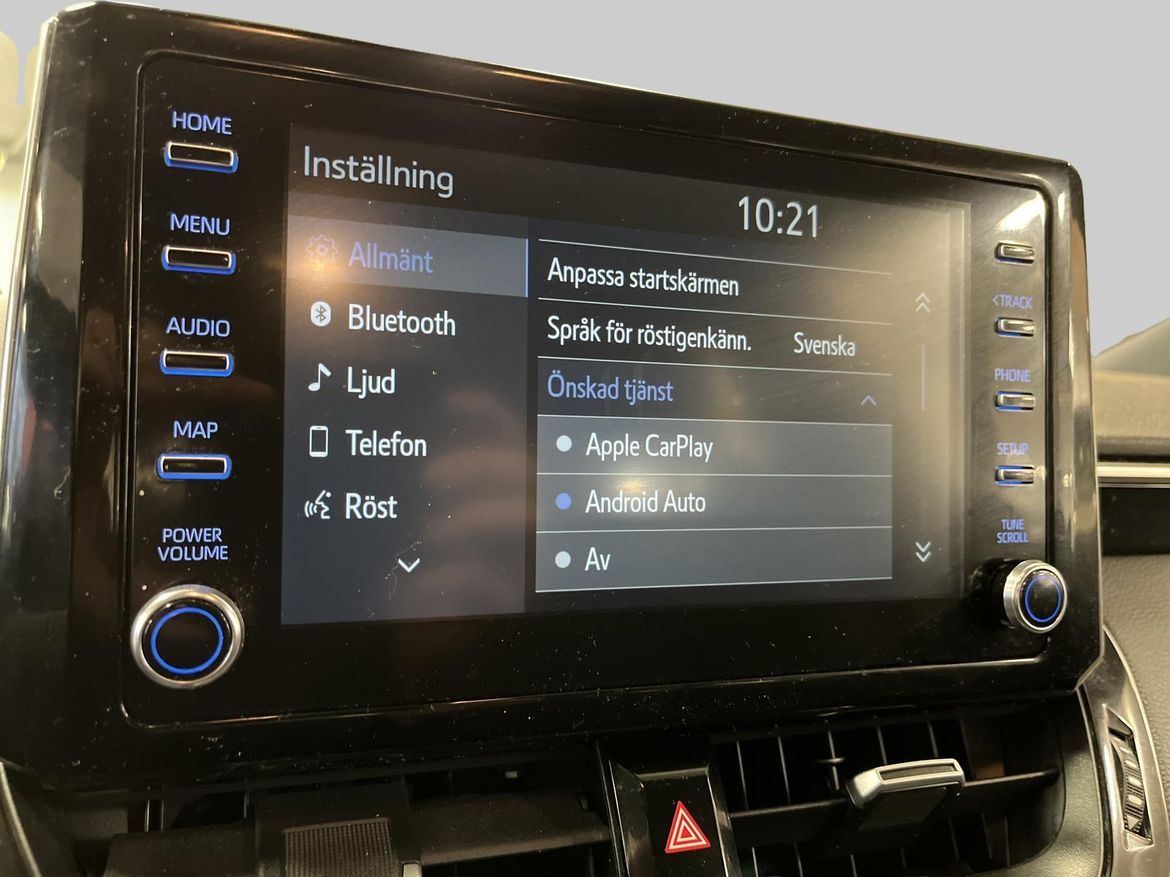 HOME
MENU
AUDIO
MAP
POWER
VOLUME
Inställning
10:21
Allmänt
Bluetooth
Ljud
Telefon
Röst
Anpassa startskärmen
Språk för röstigenkänn. Svenska
Önskad tjänst
Apple CarPlay
Android Auto
Av
<TRACK
PHONE
SETUP
TUNE
SCROLL